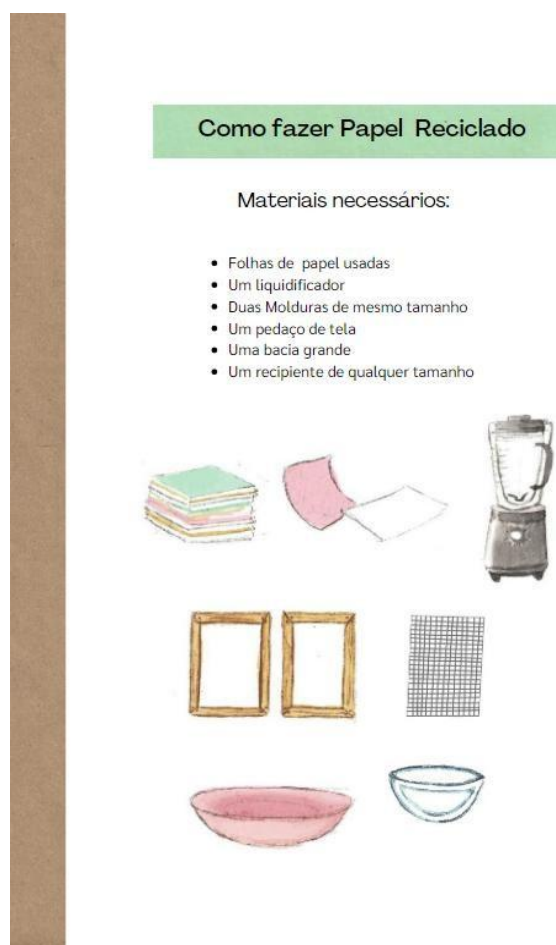 Como fazer Papel Reciclado
Materiais necessários:
• Folhas de papel usadas
• Um liquidificador
• Duas Molduras de mesmo tamanho
• Um pedaço de tela
• Uma bacia grande
• Um recipiente de qualquer tamanho